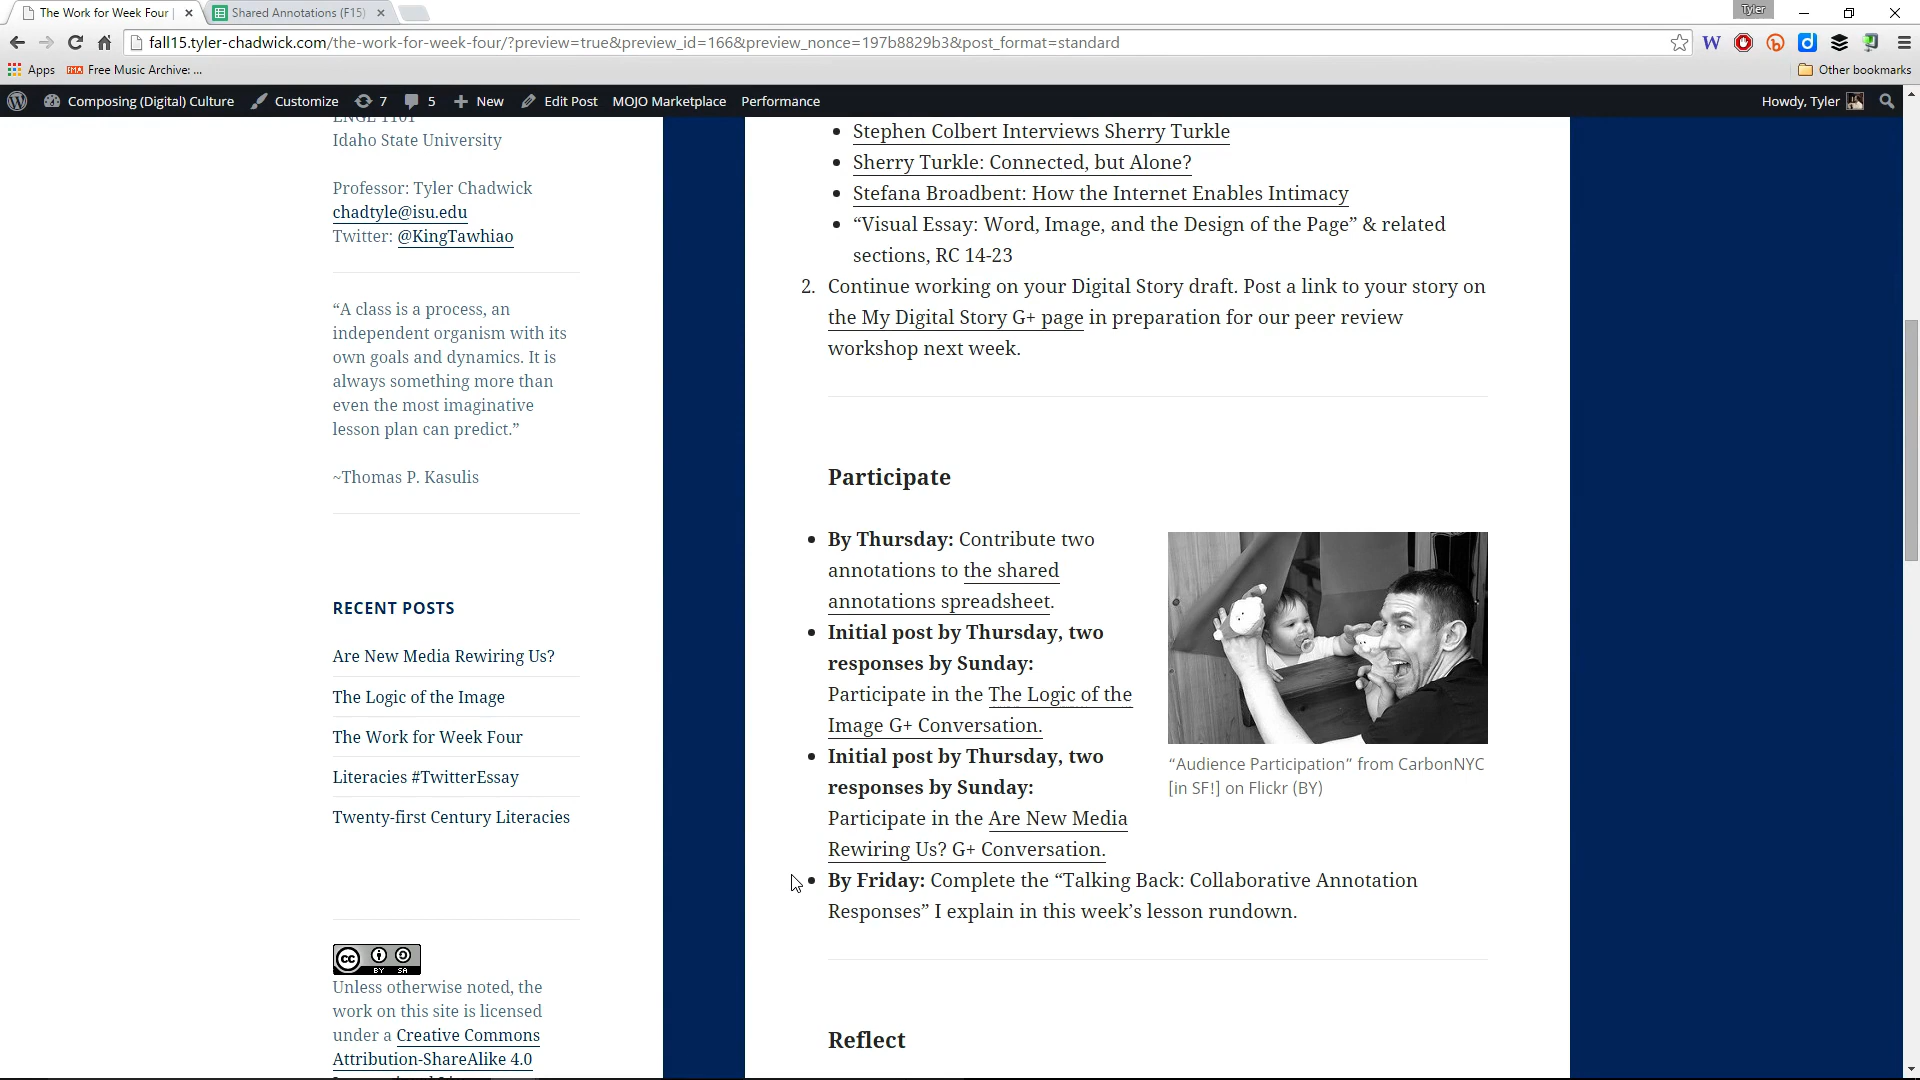 The Work for Week Four
Shared Annotations (F15)
Tyler
fall15.tyler-chadwick.com/the-work-for-week-four/?preview=true&preview_id=166&preview_nonce=197b8829b3&post_format=standard
Apps
Free Music Archive: ...
Other bookmarks
Composing (Digital) Culture
Customize
7
5
New
Edit Post
MOJO Marketplace
Performance
Howdy, Tyler
ENGL 1101
Idaho State University
Professor: Tyler Chadwick
chadtyle@isu.edu
Twitter: @KingTawhiao
“A class is a process, an
independent organism with its
own goals and dynamics. It is
always something more than
even the most imaginative
lesson plan can predict.”
~Thomas P. Kasulis
RECENT POSTS
Are New Media Rewiring Us?
The Logic of the Image
The Work for Week Four
Literacies #TwitterEssay
Twenty-first Century Literacies
cc BY SA
Unless otherwise noted, the
work on this site is licensed
under a Creative Commons
Attribution-ShareAlike 4.0
Stephen Colbert Interviews Sherry Turkle
Sherry Turkle: Connected, but Alone?
Stefana Broadbent: How the Internet Enables Intimacy
“Visual Essay: Word, Image, and the Design of the Page” & related
sections, RC 14-23
2. Continue working on your Digital Story draft. Post a link to your story on
the My Digital Story G+ page in preparation for our peer review
workshop next week.
Participate
By Thursday: Contribute two
annotations to the shared
annotations spreadsheet.
Initial post by Thursday, two
responses by Sunday:
Participate in the The Logic of the
Image G+ Conversation.
Initial post by Thursday, two
responses by Sunday:
Participate in the Are New Media
Rewiring Us? G+ Conversation.
By Friday: Complete the “Talking Back: Collaborative Annotation
Responses” I explain in this week’s lesson rundown.
“Audience Participation” from CarbonNYC
[in SF!] on Flickr (BY)
Reflect